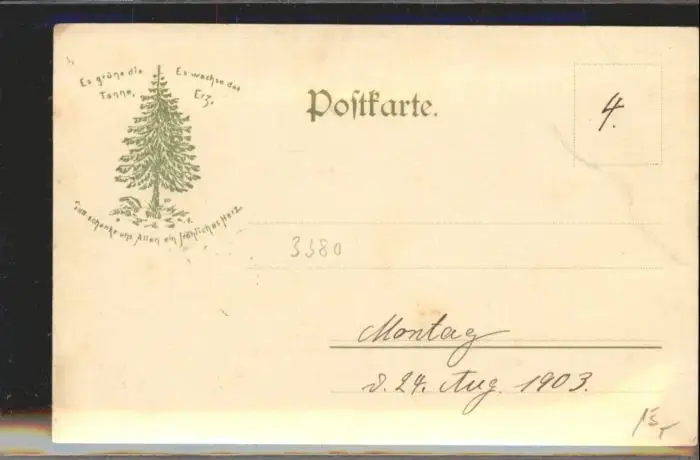 Es grüne die Tanne,
Es wachse das Erz,
Gott schenke uns Allen ein fröhliches Herz.
Postkarte.
4.
3380
Montag
d. 24. Aug. 1903.